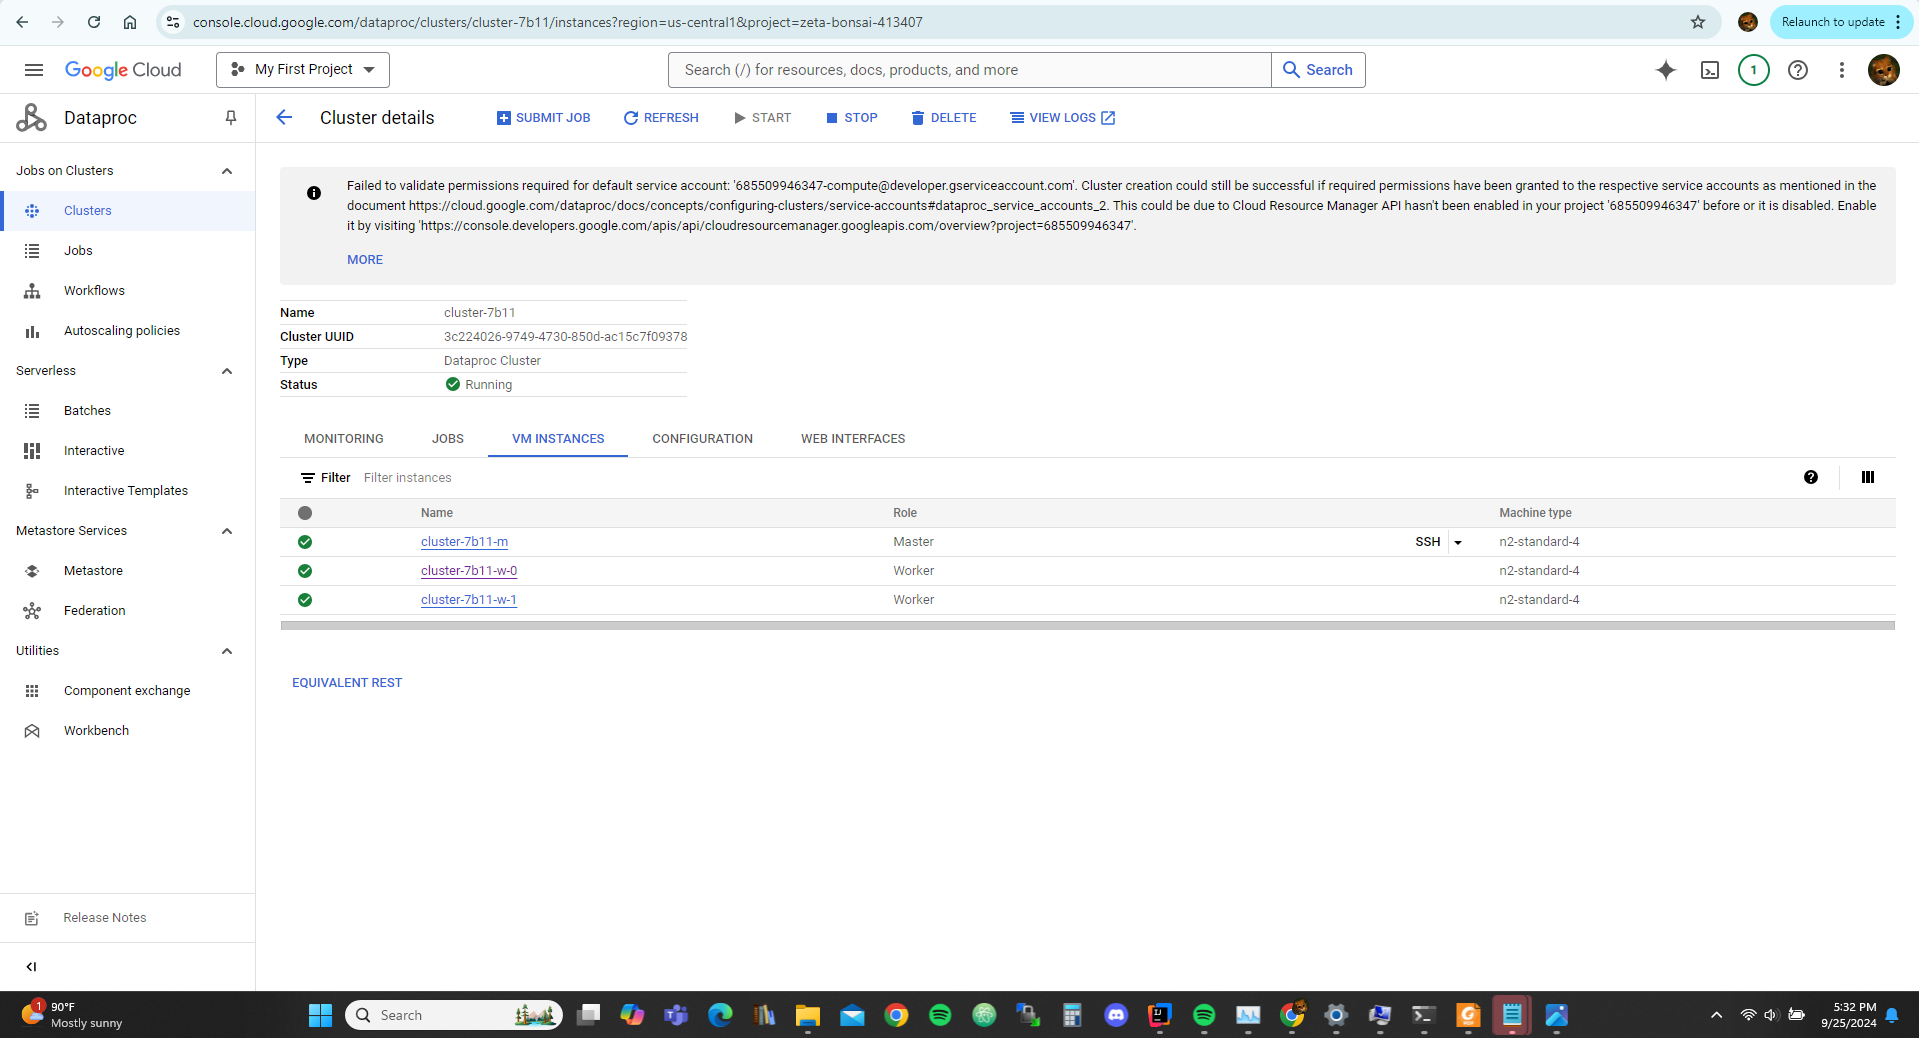 console.cloud.google.com/dataproc/clusters/cluster-7b11/instances?region=us-central1&project=zeta-bonsai-413407
Relaunch to update
Google Cloud
My First Project
Search (/) for resources, docs, products, and more
Search
1
Dataproc
Cluster details
SUBMIT JOB
REFRESH
START
STOP
DELETE
VIEW LOGS
Jobs on Clusters
Clusters
Jobs
Workflows
Autoscaling policies
Serverless
Batches
Interactive
Interactive Templates
Metastore Services
Metastore
Federation
Utilities
Component exchange
Workbench
Release Notes
Failed to validate permissions required for default service account: '685509946347-compute@developer.gserviceaccount.com'. Cluster creation could still be successful if required permissions have been granted to the respective service accounts as mentioned in the
document https://cloud.google.com/dataproc/docs/concepts/configuring-clusters/service-accounts#dataproc_service_accounts_2. This could be due to Cloud Resource Manager API hasn't been enabled in your project '685509946347' before or it is disabled. Enable
it by visiting 'https://console.developers.google.com/apis/api/cloudresourcemanager.googleapis.com/overview?project=685509946347'.
MORE
Name cluster-7b11
Cluster UUID 3c224026-9749-4730-850d-ac15c7f09378
Type Dataproc Cluster
Status Running
MONITORING JOBS VM INSTANCES CONFIGURATION WEB INTERFACES
Filter Filter instances
Name Role Machine type
cluster-7b11-m Master SSH n2-standard-4
cluster-7b11-w-0 Worker n2-standard-4
cluster-7b11-w-1 Worker n2-standard-4
EQUIVALENT REST
1
90°F
Mostly sunny
Search
5:32 PM
9/25/2024